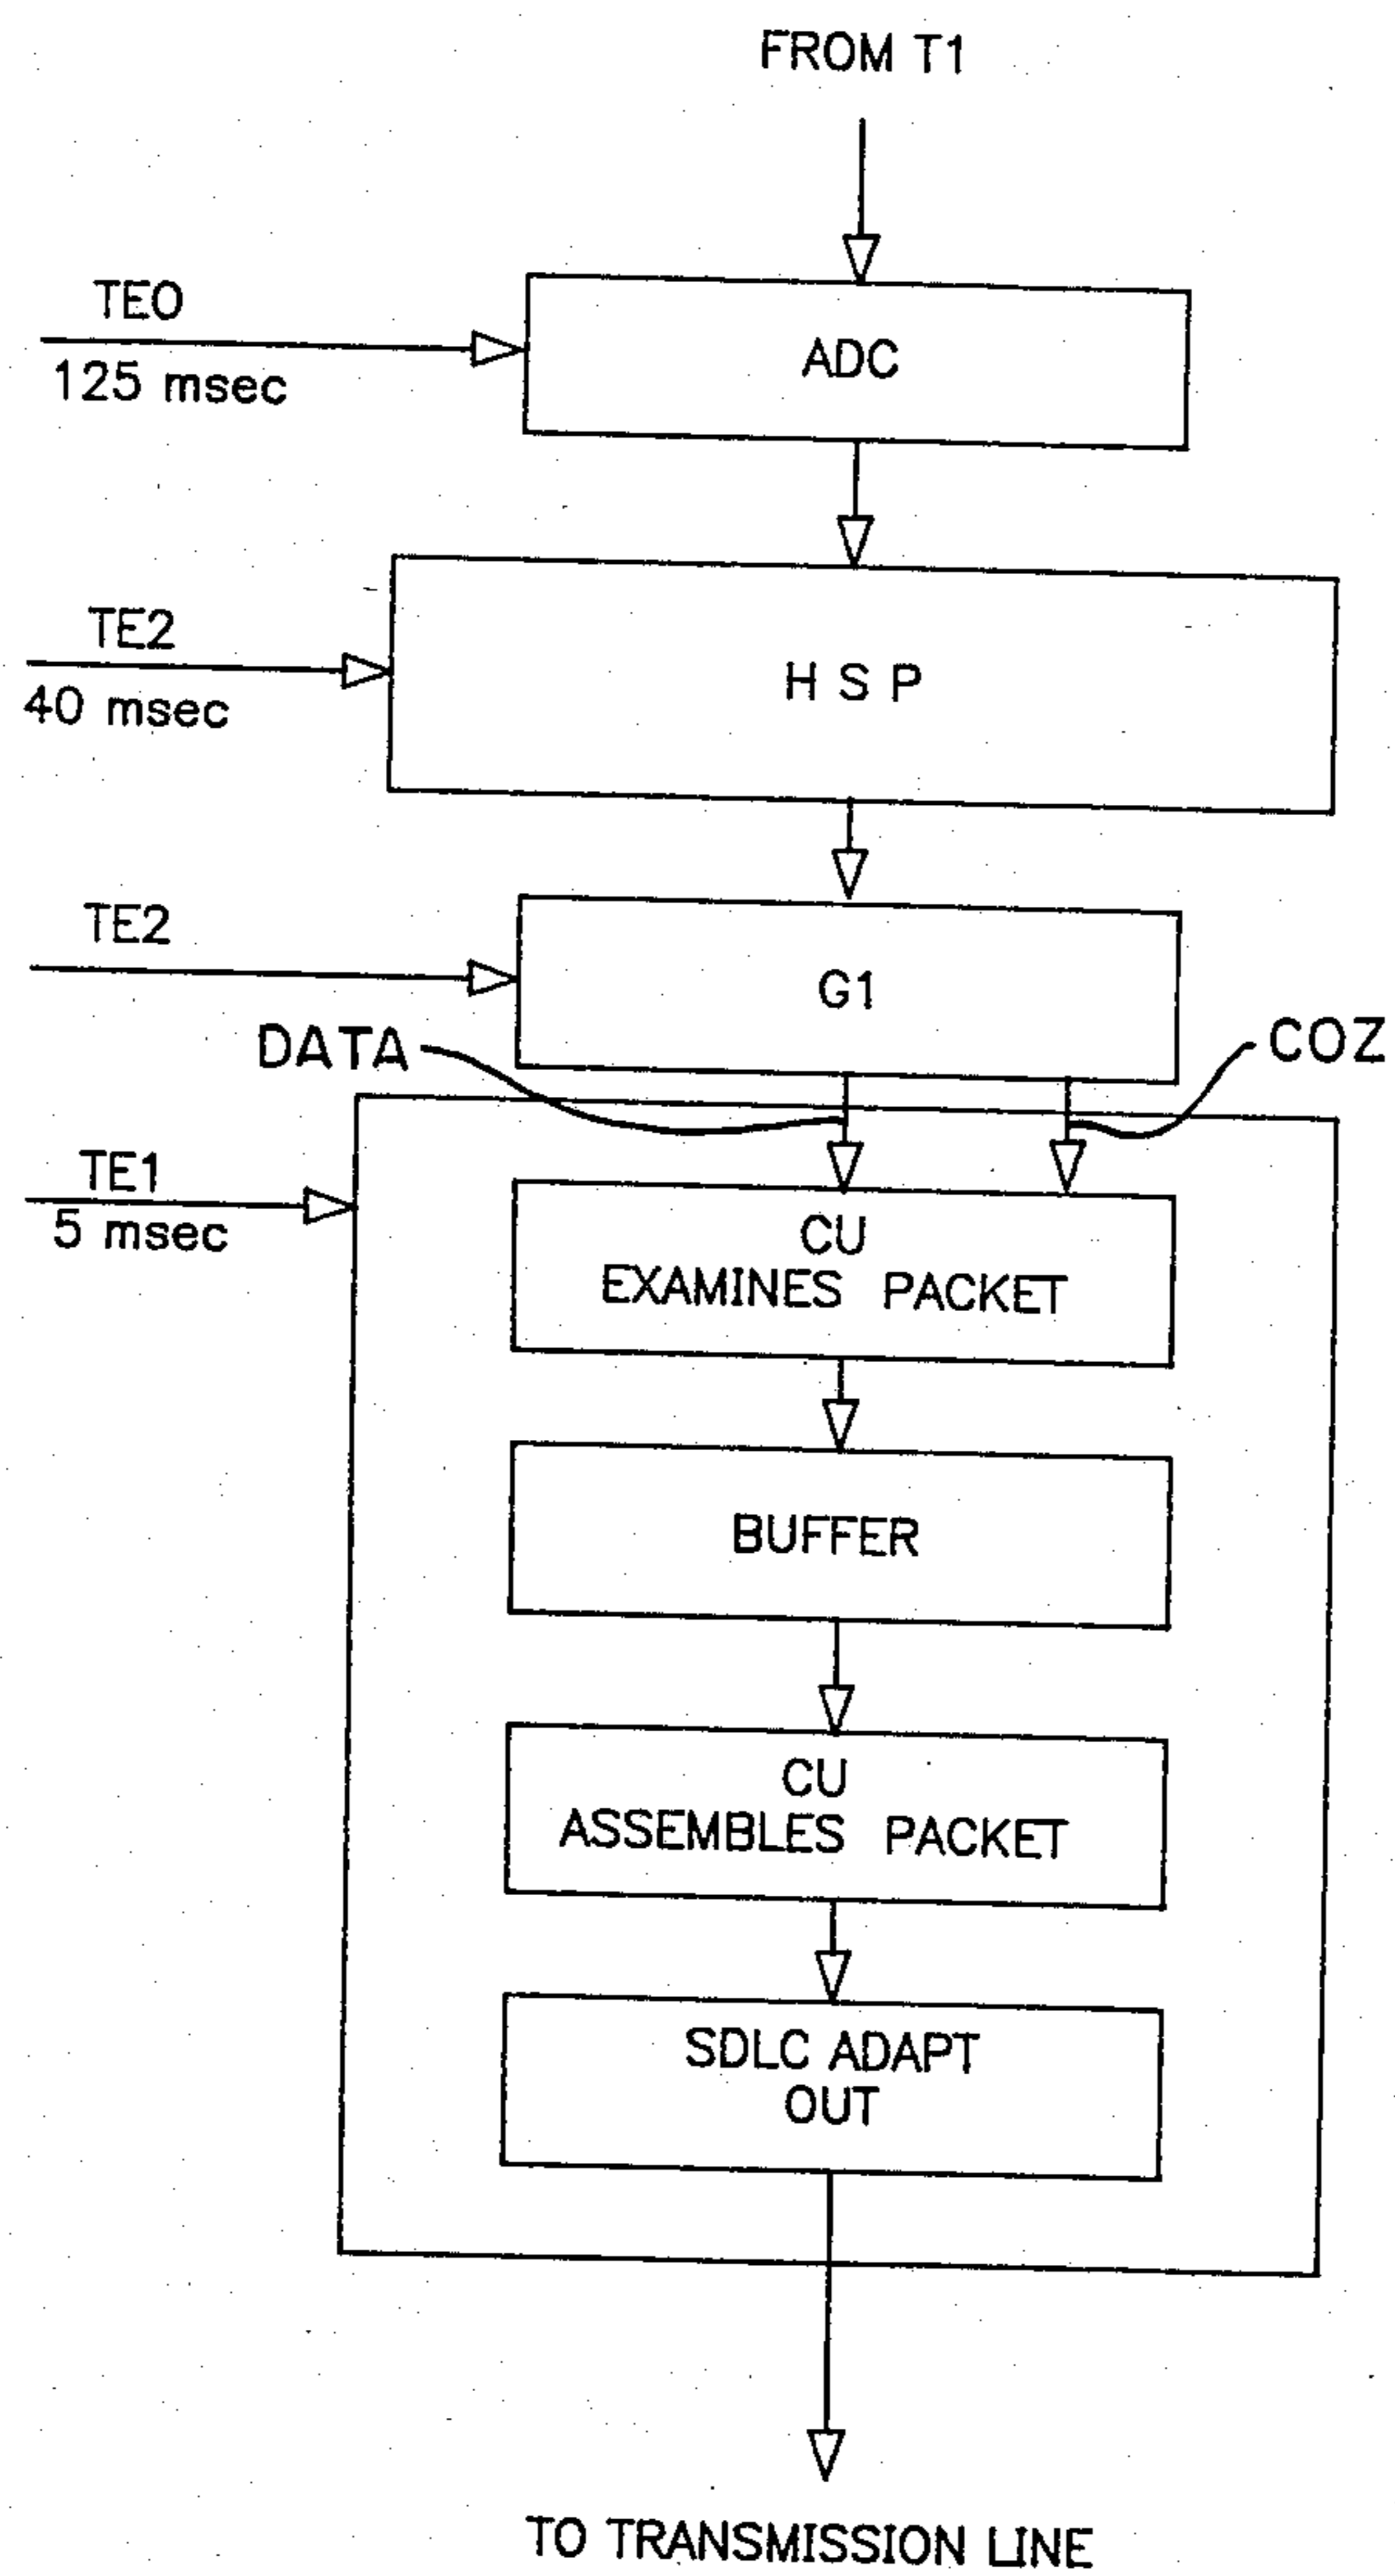 FROM T1
TE0
125 msec
ADC
TE2
40 msec
H S P
TE2
G1
DATA
COZ
TE1
5 msec
CU
EXAMINES PACKET
BUFFER
CU
ASSEMBLES PACKET
SDLC ADAPT
OUT
TO TRANSMISSION LINE